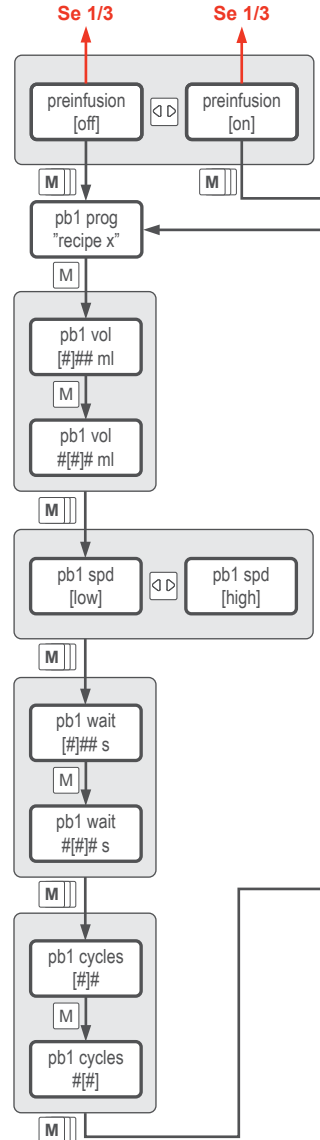 Se 1/3
Se 1/3
preinfusion
[off]
preinfusion
[on]
M
M
pb1 prog
"recipe x"
M
pb1 vol
[#]## ml
M
pb1 vol
#[#]# ml
M
pb1 spd
[low]
pb1 spd
[high]
M
pb1 wait
[#]## s
M
pb1 wait
#[#]# s
M
pb1 cycles
[#]#
M
pb1 cycles
#[#]
M